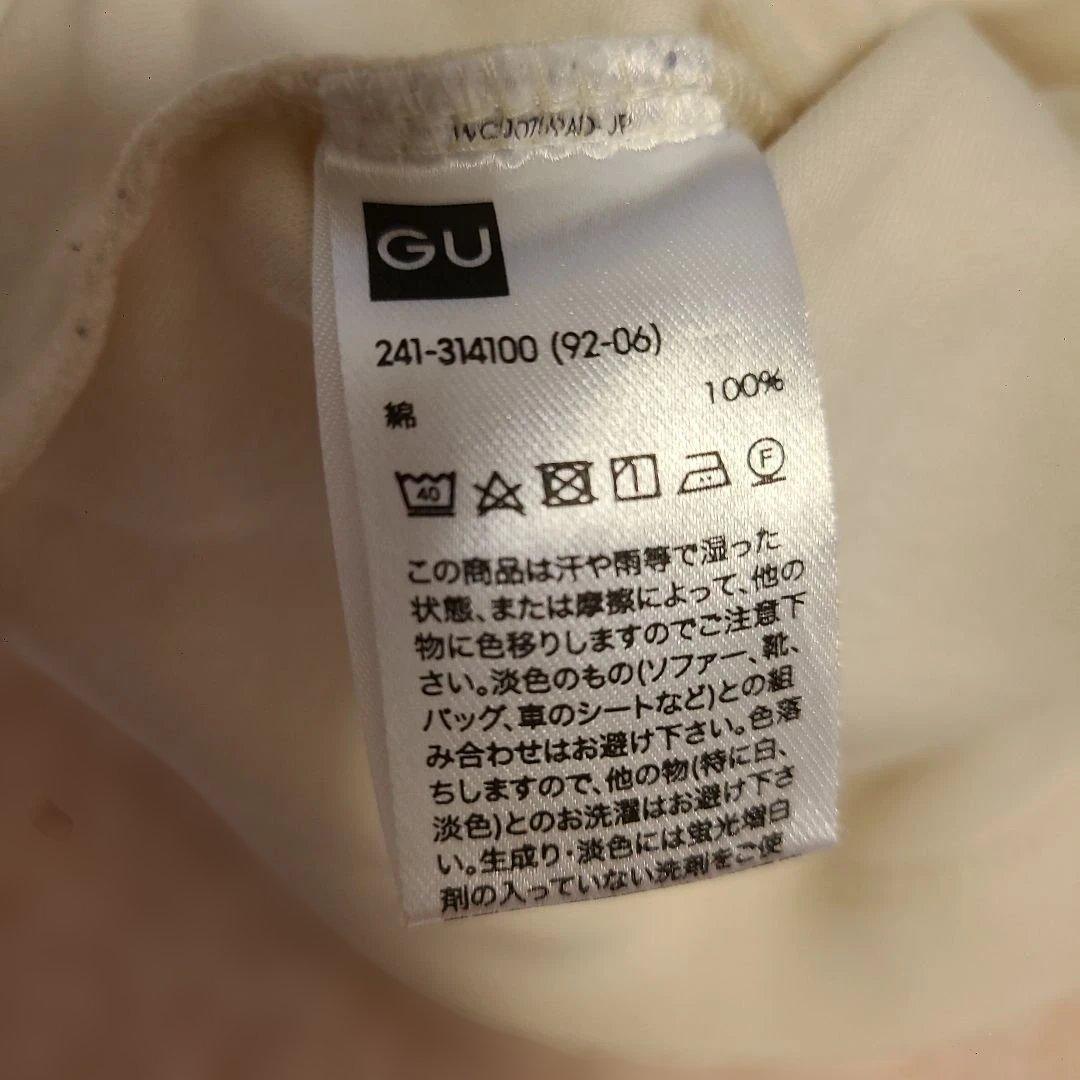 GU
241-314100 (92-06)
綿 100%
40
F
この商品は汗や雨等で湿った
状態、または摩擦によって、他の
物に色移りしますのでご注意下
さい。淡色のもの(ソファー、靴、
バッグ、車のシートなど)との組
み合わせはお避け下さい。色落
ちしますので、他の物(特に白、
淡色)とのお洗濯はお避け下さ
い。生成り・淡色には蛍光増白
剤の入っていない洗剤をご使